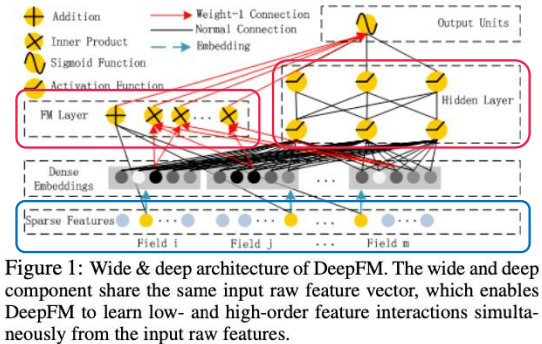 Addition
Inner Product
Sigmoid Function
Activation Function
Weight-1 Connection
Normal Connection
Embedding
Output Units
FM Layer
Hidden Layer
Dense
Embeddings
...
Sparse Features
...
Field i
Field j
...
Field m
Figure 1: Wide & deep architecture of DeepFM. The wide and deep
component share the same input raw feature vector, which enables
DeepFM to learn low- and high-order feature interactions simulta-
neously from the input raw features.